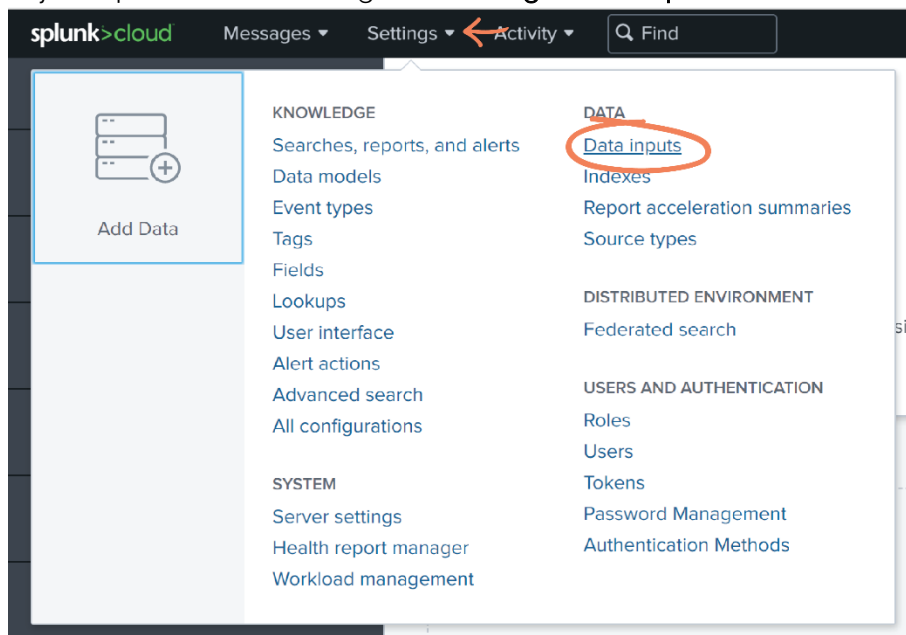 splunk>cloud Messages Settings Activity Find
Add Data
KNOWLEDGE
Searches, reports, and alerts
Data models
Event types
Tags
Fields
Lookups
User interface
Alert actions
Advanced search
All configurations
SYSTEM
Server settings
Health report manager
Workload management
DATA
Data inputs
Indexes
Report acceleration summaries
Source types
DISTRIBUTED ENVIRONMENT
Federated search
USERS AND AUTHENTICATION
Roles
Users
Tokens
Password Management
Authentication Methods
si